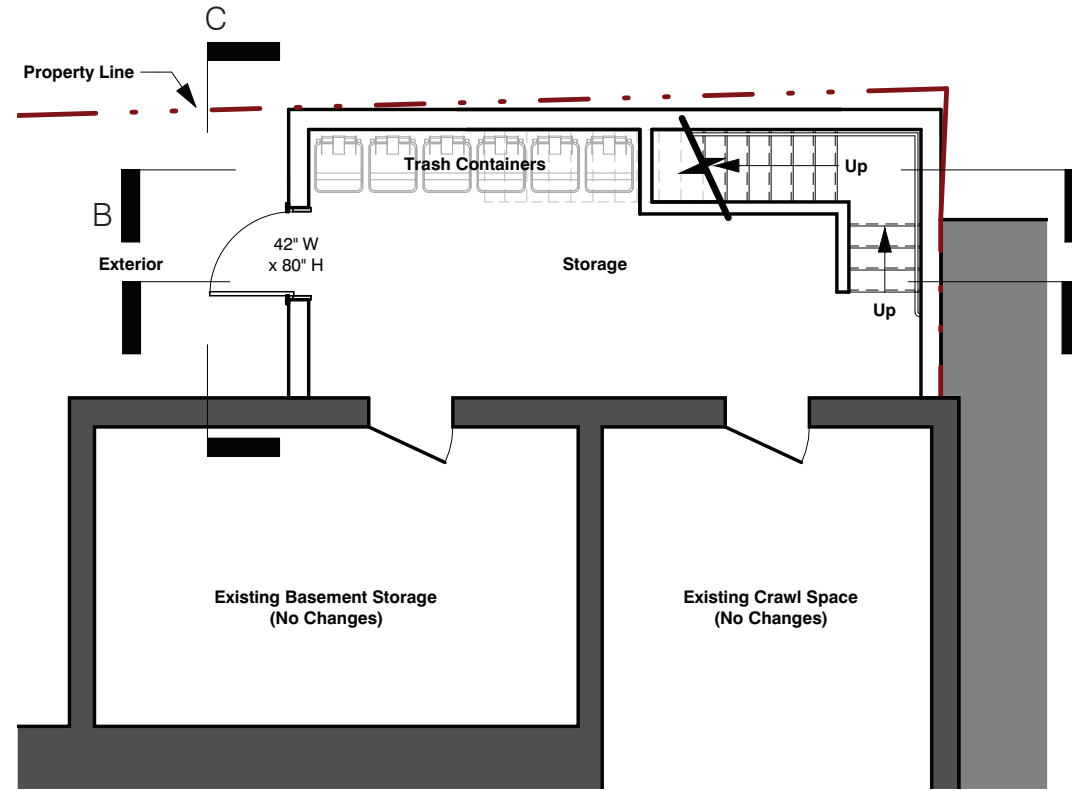 C
Property Line
Trash Containers
Up
B
42" W
x 80" H
Exterior
Storage
Up
Existing Basement Storage
(No Changes)
Existing Crawl Space
(No Changes)